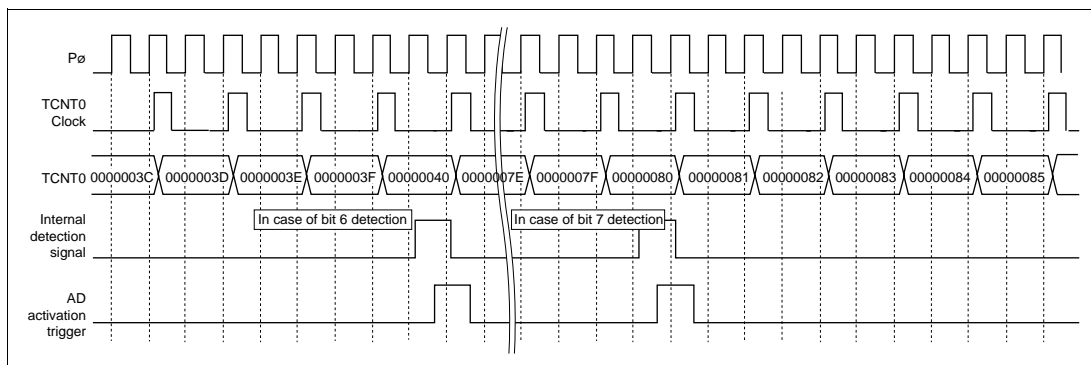 Pø
TCNT0
Clock
TCNT0 0000003C 0000003D 0000003E 0000003F 00000040 0000007E 0000007F 00000080 00000081 00000082 00000083 00000084 00000085
Internal
detection
signal
In case of bit 6 detection In case of bit 7 detection
AD
activation
trigger